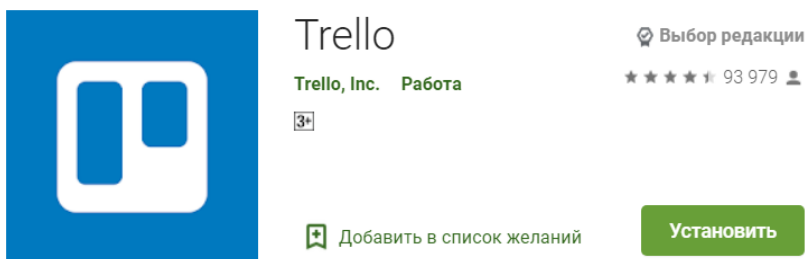 Trello
Выбор редакции
Trello, Inc. Работа
93 979
3+
Добавить в список желаний
Установить